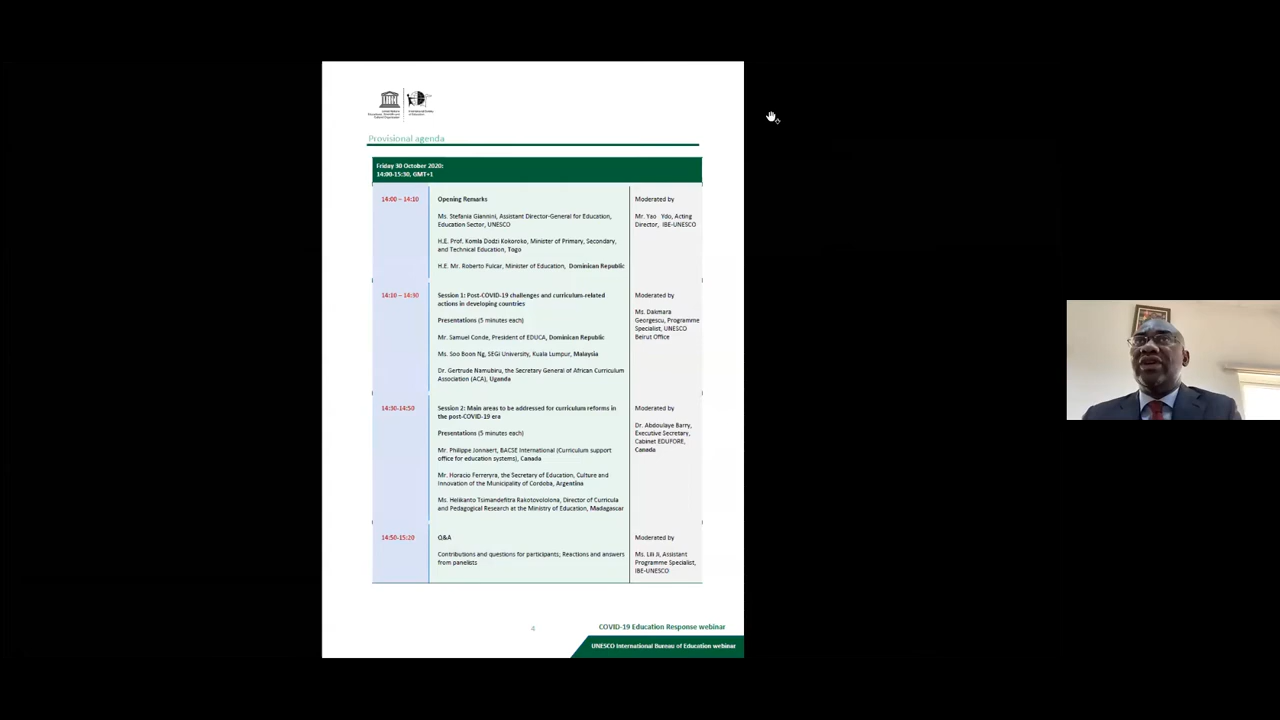 Provisional agenda
Friday 30 October 2020:
14:00-15:30, GMT+1
14:00 – 14:10
Opening Remarks
Ms. Stefania Giannini, Assistant Director-General for Education,
Education Sector, UNESCO
H.E. Prof. Komla Dodzi Kokoroko, Minister of Primary, Secondary,
and Technical Education, Togo
H.E. Mr. Roberto Fulcar, Minister of Education, Dominican Republic
Moderated by
Mr. Yao Ydo, Acting
Director, IBE-UNESCO
14:10 – 14:30
Session 1: Post-COVID-19 challenges and curriculum-related
actions in developing countries
Presentations (5 minutes each)
Mr. Samuel Conde, President of EDUCA, Dominican Republic
Ms. Soo Boon Ng, SEGI University, Kuala Lumpur, Malaysia
Dr. Gertrude Namubiru, the Secretary General of African Curriculum
Association (ACA), Uganda
Moderated by
Ms. Dakmara
Georgescu, Programme
Specialist, UNESCO
Beirut Office
14:30-14:50
Session 2: Main areas to be addressed for curriculum reforms in
the post-COVID-19 era
Presentations (5 minutes each)
Mr. Philippe Jonnaert, BACSE International (Curriculum support
office for education systems), Canada
Mr. Horacio Ferreryra, the Secretary of Education, Culture and
Innovation of the Municipality of Cordoba, Argentina
Ms. Helikanto Tsimandefitra Rakotovololona, Director of Curricula
and Pedagogical Research at the Ministry of Education, Madagascar
Moderated by
Dr. Abdoulaye Barry,
Executive Secretary,
Cabinet EDUFORE,
Canada
14:50-15:20
Q&A
Contributions and questions for participants, Reactions and answers
from panelists
Moderated by
Ms. Lili Ji, Assistant
Programme Specialist,
IBE-UNESCO
4
COVID-19 Education Response webinar
UNESCO International Bureau of Education webinar